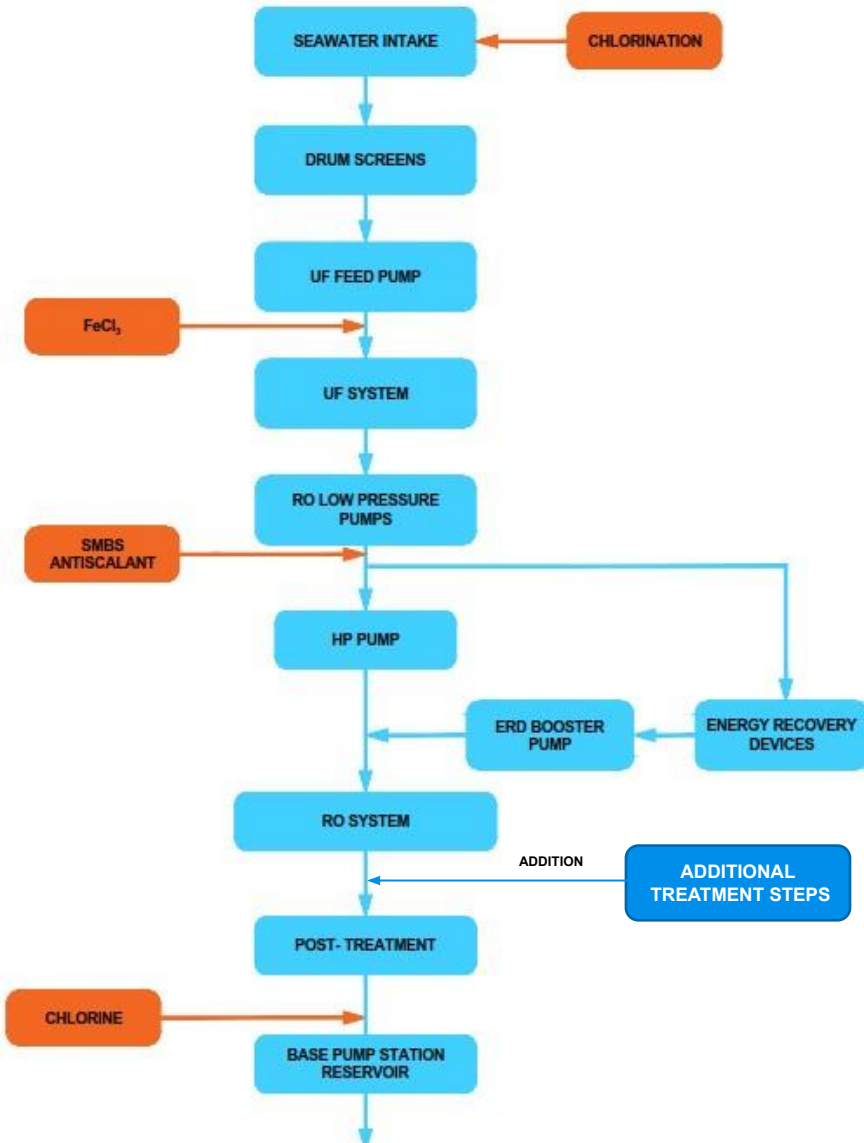 SEAWATER INTAKE
CHLORINATION
DRUM SCREENS
UF FEED PUMP
FeCl₃
UF SYSTEM
RO LOW PRESSURE
PUMPS
SMBS
ANTISCALANT
HP PUMP
ERD BOOSTER
PUMP
ENERGY RECOVERY
DEVICES
RO SYSTEM
ADDITION
ADDITIONAL
TREATMENT STEPS
POST- TREATMENT
CHLORINE
BASE PUMP STATION
RESERVOIR